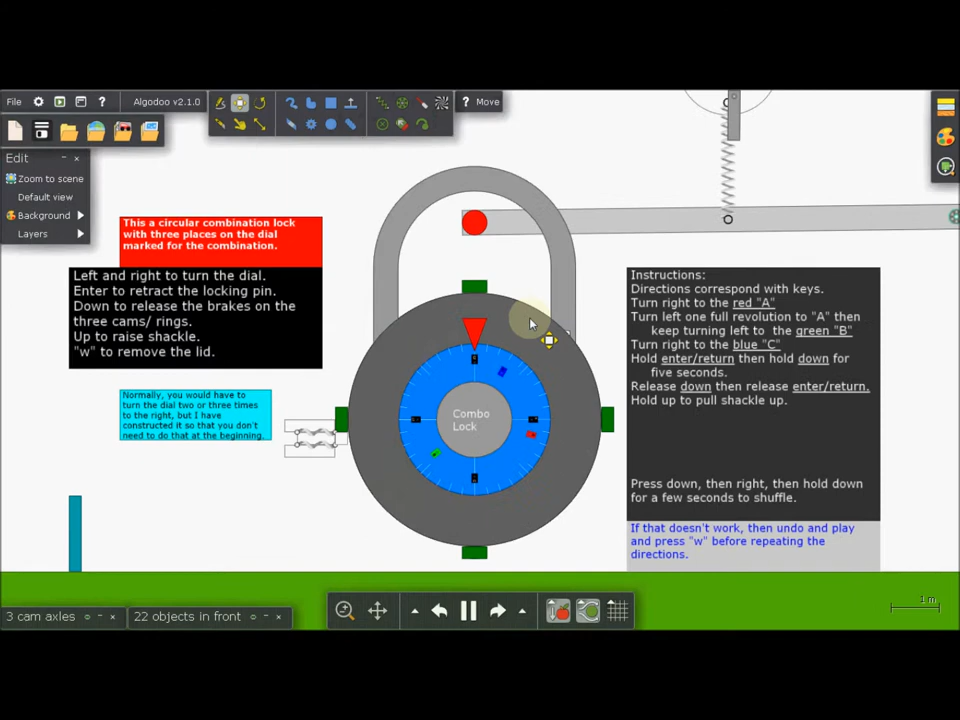 File
Algodoo v2.1.0
? Move
Edit
Zoom to scene
Default view
Background
Layers
This a circular combination lock
with three places on the dial
marked for the combination.
Left and right to turn the dial.
Enter to retract the locking pin.
Down to release the brakes on the
three cams/ rings.
Up to raise shackle.
"w" to remove the lid.
Normally, you would have to
turn the dial two or three times
to the right, but I have
constructed it so that you don't
need to do that at the beginning.
Combo
Lock
Instructions:
Directions correspond with keys.
Turn right to the red "A"
Turn left one full revolution to "A" then
keep turning left to the green "B"
Turn right to the blue "C"
Hold enter/return then hold down for
five seconds.
Release down then release enter/return.
Hold up to pull shackle up.
Press down, then right, then hold down
for a few seconds to shuffle.
If that doesn't work, then undo and play
and press "w" before repeating the
directions.
3 cam axles
22 objects in front
1 m